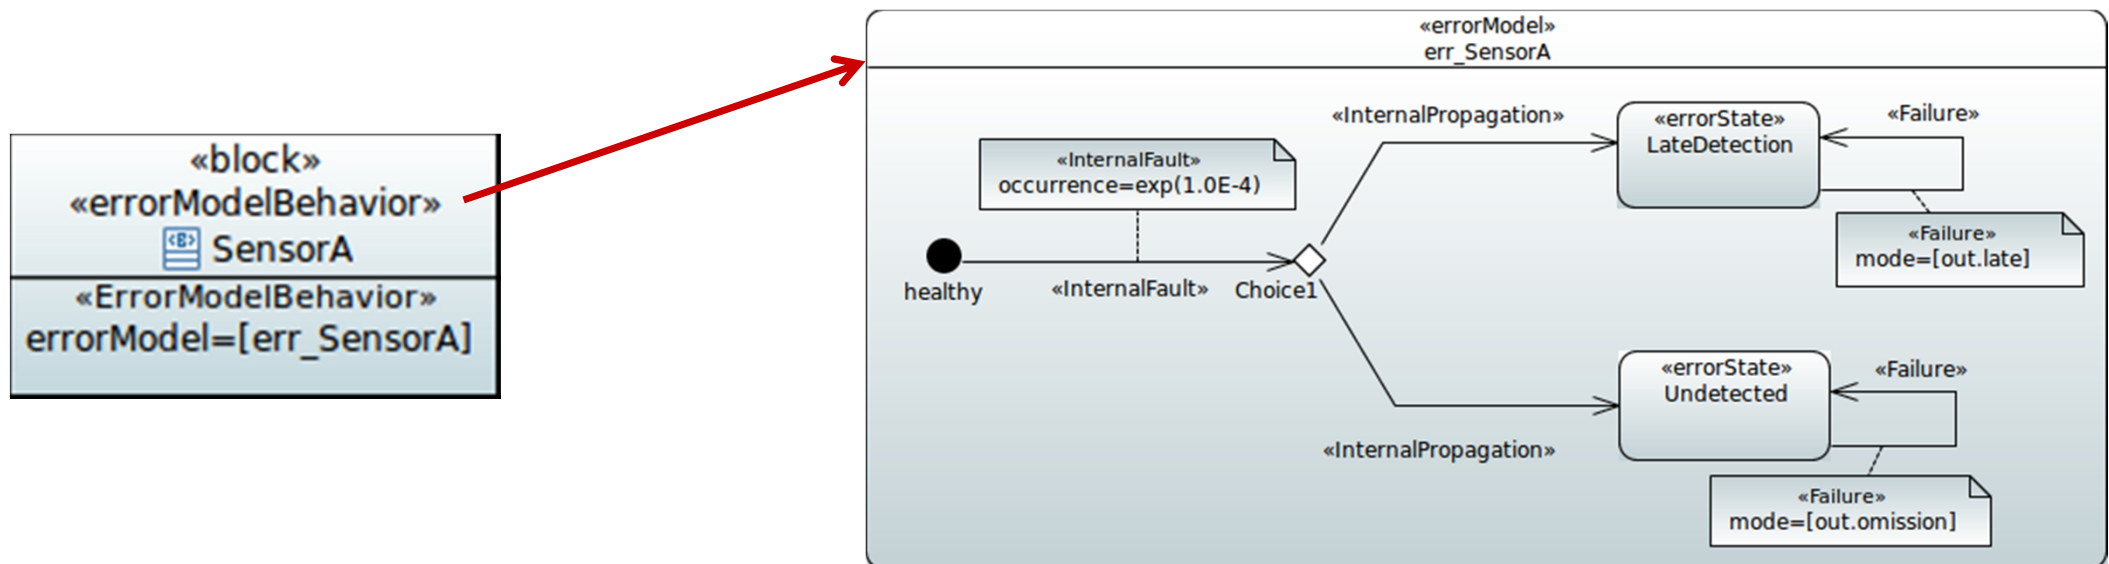 «block»
«errorModelBehavior»
SensorA
«ErrorModelBehavior»
errorModel=[err_SensorA]
«errorModel»
err_SensorA
«InternalFault»
occurrence=exp(1.0E-4)
healthy
«InternalFault»
Choice1
«InternalPropagation»
«errorState»
LateDetection
«Failure»
«Failure»
mode=[out.late]
«InternalPropagation»
«errorState»
Undetected
«Failure»
«Failure»
mode=[out.omission]